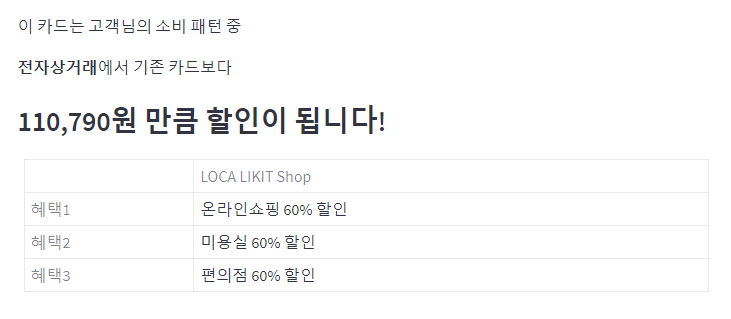 이 카드는 고객님의 소비 패턴 중
전자상거래에서 기존 카드보다
110,790원 만큼 할인이 됩니다!
LOCA LIKIT Shop
혜택1 온라인쇼핑 60% 할인
혜택2 미용실 60% 할인
혜택3 편의점 60% 할인